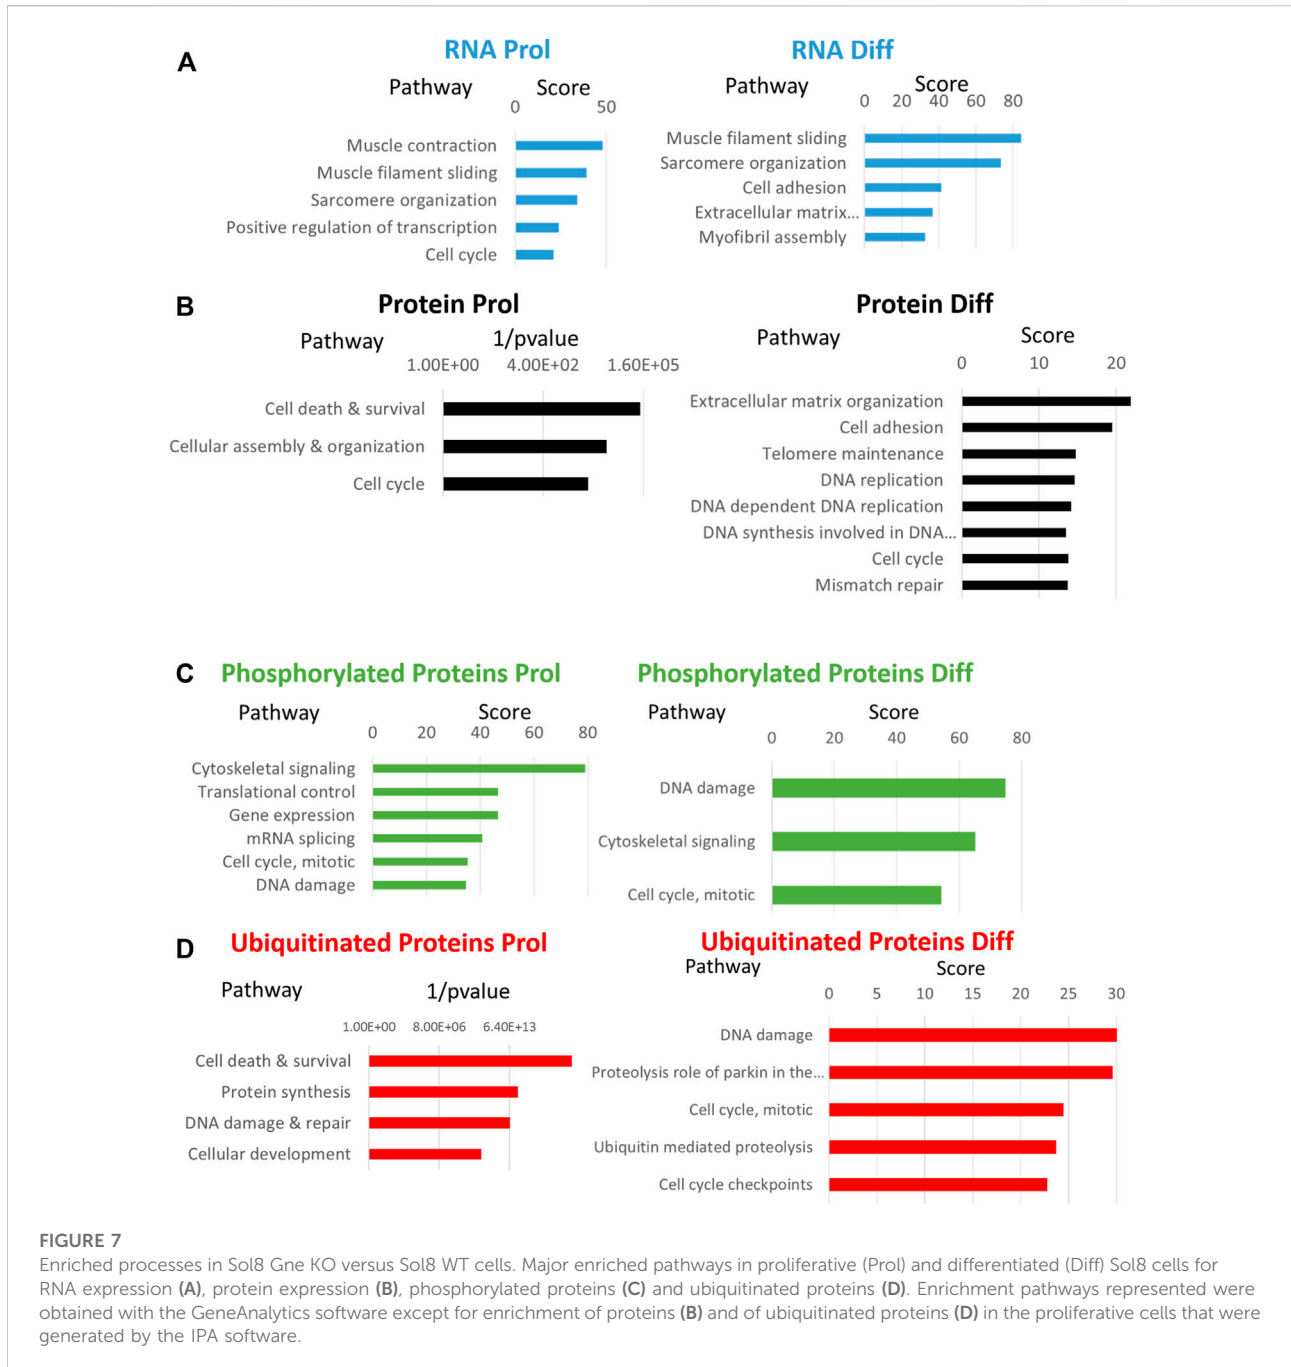 A
RNA Prol
Pathway
Score
0 50
Muscle contraction
Muscle filament sliding
Sarcomere organization
Positive regulation of transcription
Cell cycle
RNA Diff
Pathway
Score
0 20 40 60 80
Muscle filament sliding
Sarcomere organization
Cell adhesion
Extracellular matrix...
Myofibril assembly
B
Protein Prol
Pathway
1/pvalue
1.00E+00 4.00E+02 1.60E+05
Cell death & survival
Cellular assembly & organization
Cell cycle
Protein Diff
Pathway
Score
0 10 20
Extracellular matrix organization
Cell adhesion
Telomere maintenance
DNA replication
DNA dependent DNA replication
DNA synthesis involved in DNA...
Cell cycle
Mismatch repair
C
Phosphorylated Proteins Prol
Pathway
Score
0 20 40 60 80
Cytoskeletal signaling
Translational control
Gene expression
mRNA splicing
Cell cycle, mitotic
DNA damage
Phosphorylated Proteins Diff
Pathway
Score
0 20 40 60 80
DNA damage
Cytoskeletal signaling
Cell cycle, mitotic
D
Ubiquitinated Proteins Prol
Pathway
1/pvalue
1.00E+00 8.00E+06 6.40E+13
Cell death & survival
Protein synthesis
DNA damage & repair
Cellular development
Ubiquitinated Proteins Diff
Pathway
Score
0 5 10 15 20 25 30
DNA damage
Proteolysis role of parkin in the...
Cell cycle, mitotic
Ubiquitin mediated proteolysis
Cell cycle checkpoints
FIGURE 7
Enriched processes in Sol8 Gne KO versus Sol8 WT cells. Major enriched pathways in proliferative (Prol) and differentiated (Diff) Sol8 cells for
RNA expression (A), protein expression (B), phosphorylated proteins (C) and ubiquitinated proteins (D). Enrichment pathways represented were
obtained with the GeneAnalytics software except for enrichment of proteins (B) and of ubiquitinated proteins (D) in the proliferative cells that were
generated by the IPA software.